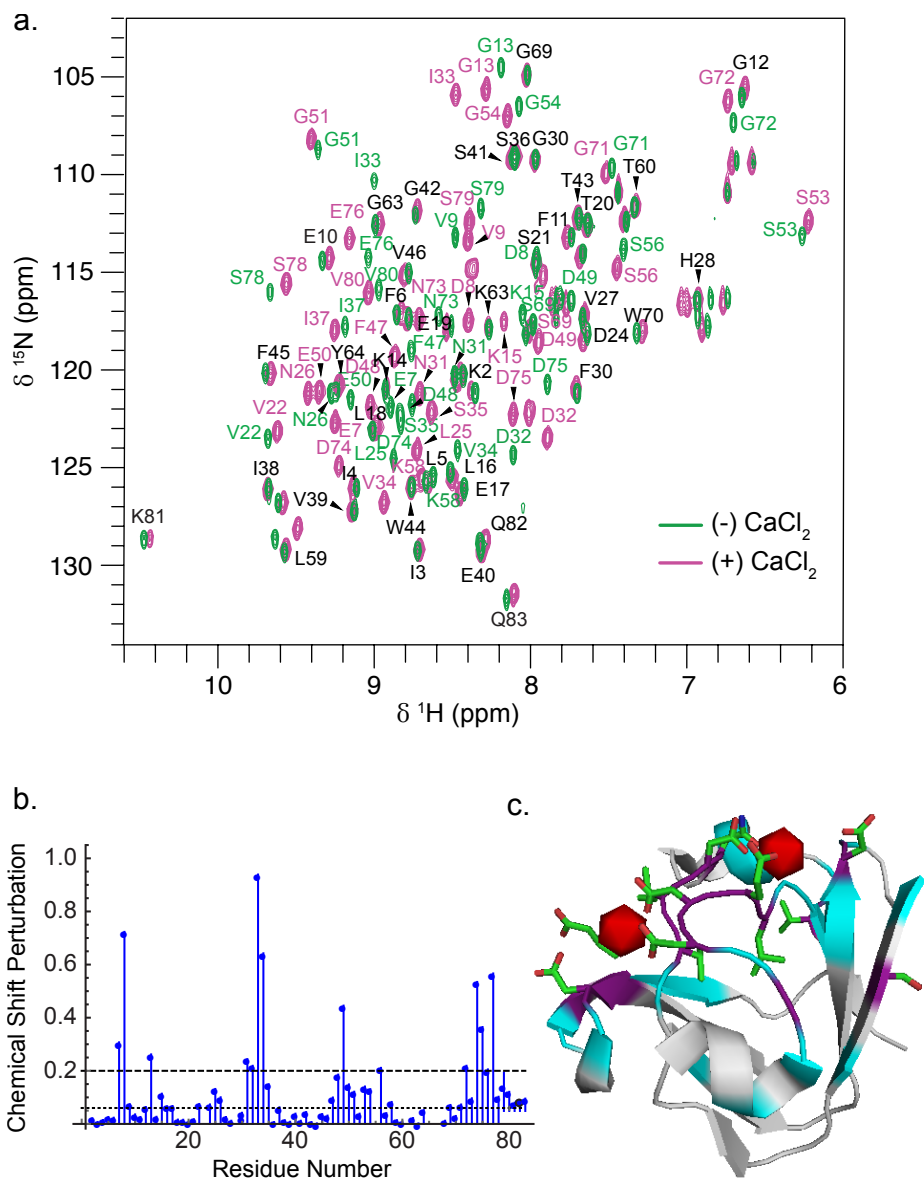 a.
G13 G69
G13 G12
I33 G72
G54
G54
G51 G72
G51 S36 G30 G71 G71
I33 S41 T60
S79 G42 T43
E76 G63 S79 V9 F11 T20 S53
E10 V9 S21 S56 S53
E76 V46 D8 H28
S78 S78 V80 V80 N73 D8 K63 K15 D49 S56
I37 I37 F6 N73 S69 V27
F47 E19 S69 W70
F47 K15 D49 D24
F45 E50 Y64 K14 N31
N26 D48 E7 N31 K2 D75 F30
E50 D48 D75
N26 L18 S35 S35
V22 V22 E7 D32 D32
D74 L25 D74 L25 V34
I38 I4 V34 K58 L5 L16
K58 E17
V39
K81 W44 Q82
L59
I3 E40
Q83
(-) CaCl2
(+) CaCl2
105
110
115
120
125
130
δ 15N (ppm)
10 9 8 7 6
δ 1H (ppm)
b.
1.0
0.8
0.6
0.4
0.2
Chemical Shift Perturbation
20 40 60 80
Residue Number
c.